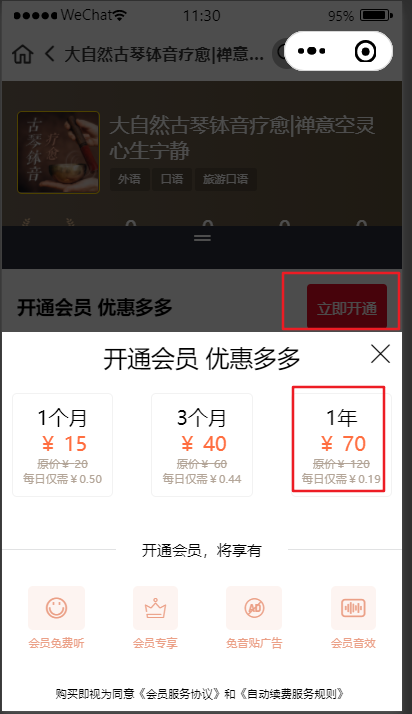 WeChat
11:30
95%
大自然古琴钵音疗愈|禅意...
古琴钵音
疗愈
大自然古琴钵音疗愈|禅意空灵
心生宁静
外语 口语 旅游口语
开通会员 优惠多多
立即开通
开通会员 优惠多多
1个月
¥ 15
原价¥ 20
每日仅需¥0.50
3个月
¥ 40
原价¥ 60
每日仅需¥0.44
1年
¥ 70
原价¥ 120
每日仅需¥0.19
开通会员，将享有
会员免费听
会员专享
AD
免音贴广告
会员音效
购买即视为同意《会员服务协议》和《自动续费服务规则》